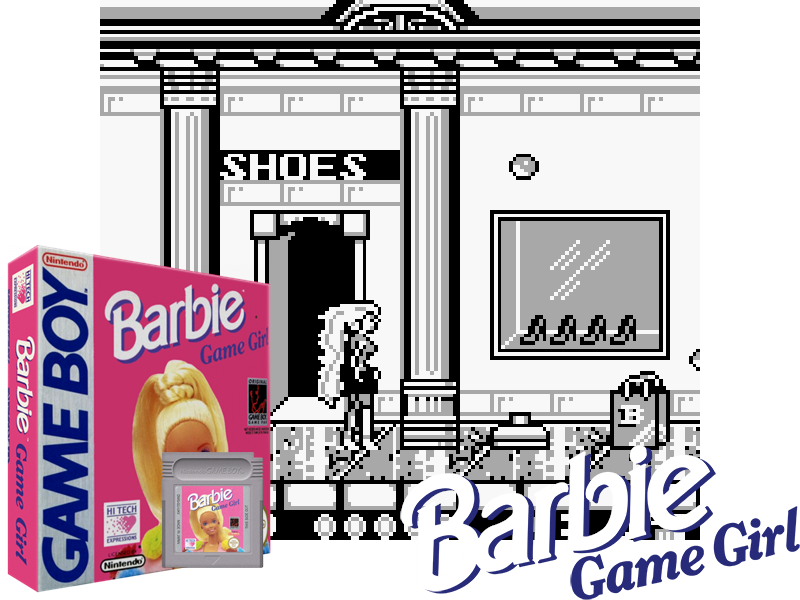 SHOES
B
Nintendo
GAME BOY
Barbie
Game Girl
HI TECH
EXPRESSIONS
Nintendo
HI TECH
EXPRESSIONS
Barbie
Game Girl
ORIGINAL
GAME BOY
Barbie
Game Girl
Barbie
Game Girl